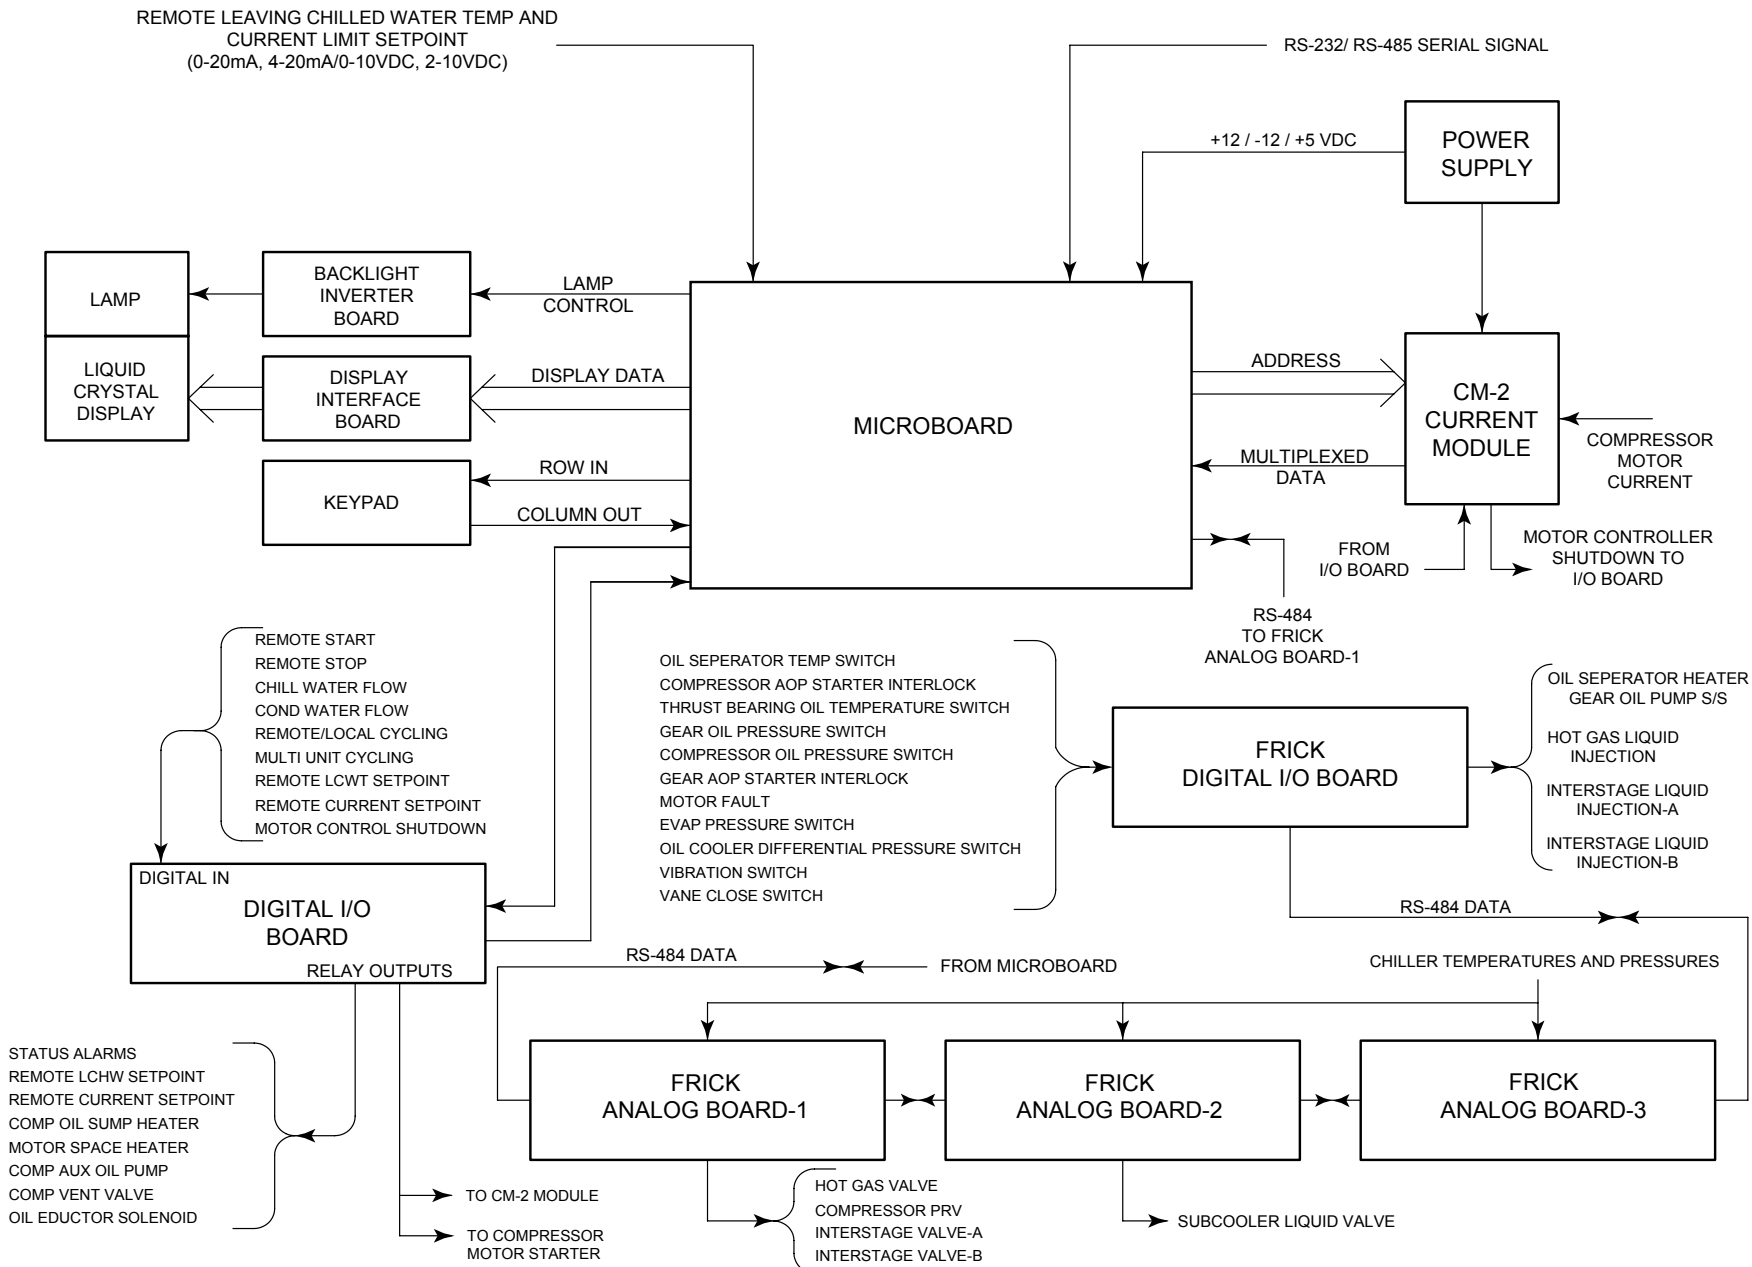 REMOTE LEAVING CHILLED WATER TEMP AND
CURRENT LIMIT SETPOINT
(0-20mA, 4-20mA/0-10VDC, 2-10VDC)
RS-232/ RS-485 SERIAL SIGNAL
+12 / -12 / +5 VDC
POWER
SUPPLY
LAMP
BACKLIGHT
INVERTER
BOARD
LAMP
CONTROL
LIQUID
CRYSTAL
DISPLAY
DISPLAY
INTERFACE
BOARD
DISPLAY DATA
KEYPAD
ROW IN
COLUMN OUT
MICROBOARD
ADDRESS
MULTIPLEXED
DATA
CM-2
CURRENT
MODULE
COMPRESSOR
MOTOR
CURRENT
FROM
I/O BOARD
MOTOR CONTROLLER
SHUTDOWN TO
I/O BOARD
RS-484
TO FRICK
ANALOG BOARD-1
REMOTE START
REMOTE STOP
CHILL WATER FLOW
COND WATER FLOW
REMOTE/LOCAL CYCLING
MULTI UNIT CYCLING
REMOTE LCWT SETPOINT
REMOTE CURRENT SETPOINT
MOTOR CONTROL SHUTDOWN
OIL SEPERATOR TEMP SWITCH
COMPRESSOR AOP STARTER INTERLOCK
THRUST BEARING OIL TEMPERATURE SWITCH
GEAR OIL PRESSURE SWITCH
COMPRESSOR OIL PRESSURE SWITCH
GEAR AOP STARTER INTERLOCK
MOTOR FAULT
EVAP PRESSURE SWITCH
OIL COOLER DIFFERENTIAL PRESSURE SWITCH
VIBRATION SWITCH
VANE CLOSE SWITCH
FRICK
DIGITAL I/O BOARD
OIL SEPERATOR HEATER
GEAR OIL PUMP S/S
HOT GAS LIQUID
INJECTION
INTERSTAGE LIQUID
INJECTION-A
INTERSTAGE LIQUID
INJECTION-B
DIGITAL IN
DIGITAL I/O
BOARD
RELAY OUTPUTS
RS-484 DATA
RS-484 DATA
FROM MICROBOARD
CHILLER TEMPERATURES AND PRESSURES
FRICK
ANALOG BOARD-1
FRICK
ANALOG BOARD-2
FRICK
ANALOG BOARD-3
STATUS ALARMS
REMOTE LCHW SETPOINT
REMOTE CURRENT SETPOINT
COMP OIL SUMP HEATER
MOTOR SPACE HEATER
COMP AUX OIL PUMP
COMP VENT VALVE
OIL EDUCTOR SOLENOID
TO CM-2 MODULE
TO COMPRESSOR
MOTOR STARTER
HOT GAS VALVE
COMPRESSOR PRV
INTERSTAGE VALVE-A
INTERSTAGE VALVE-B
SUBCOOLER LIQUID VALVE